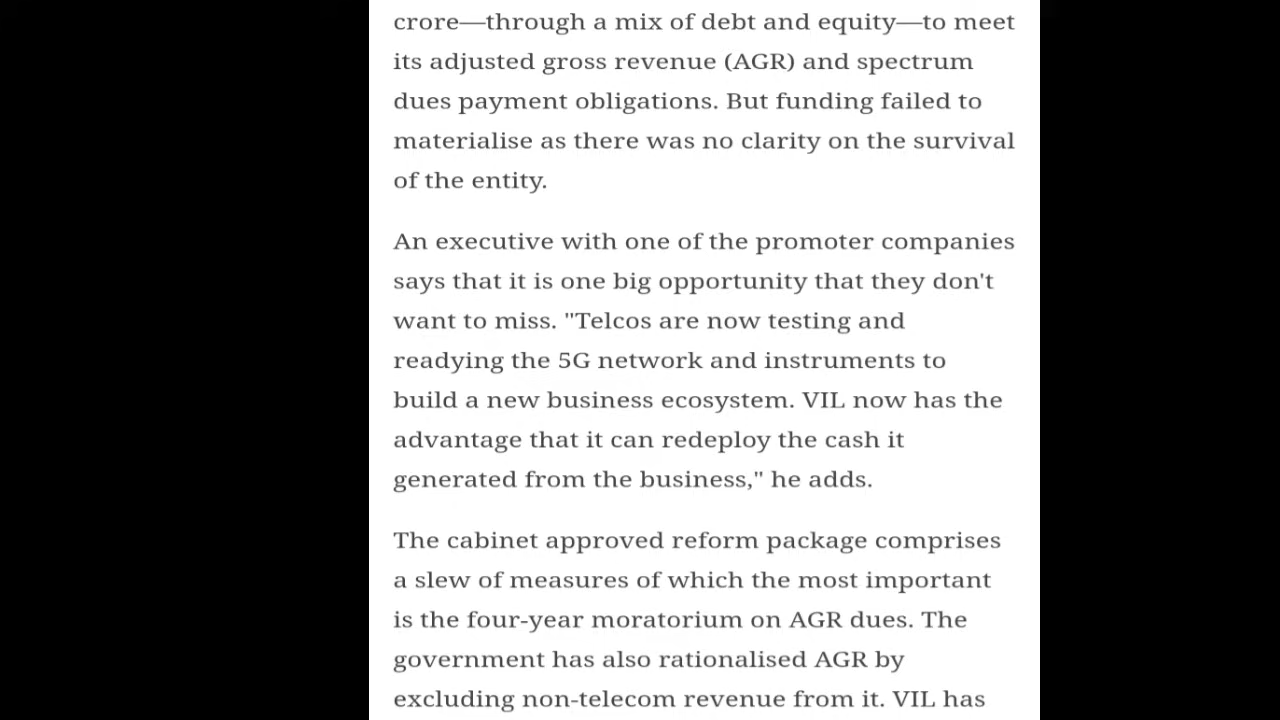 crore—through a mix of debt and equity—to meet
its adjusted gross revenue (AGR) and spectrum
dues payment obligations. But funding failed to
materialise as there was no clarity on the survival
of the entity.
An executive with one of the promoter companies
says that it is one big opportunity that they don't
want to miss. "Telcos are now testing and
readying the 5G network and instruments to
build a new business ecosystem. VIL now has the
advantage that it can redeploy the cash it
generated from the business," he adds.
The cabinet approved reform package comprises
a slew of measures of which the most important
is the four-year moratorium on AGR dues. The
government has also rationalised AGR by
excluding non-telecom revenue from it. VIL has